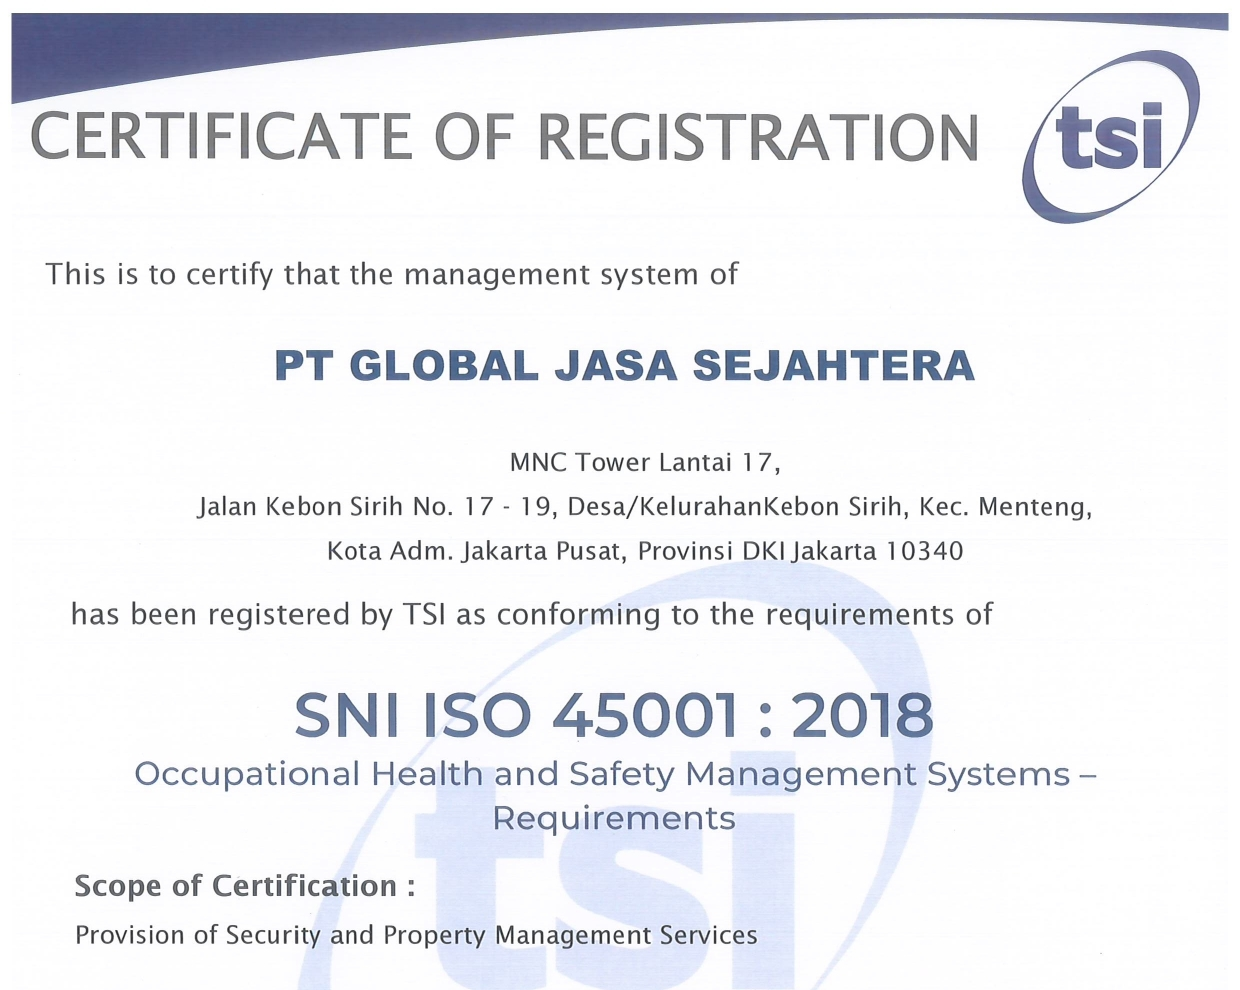 CERTIFICATE OF REGISTRATION
tsi
This is to certify that the management system of
PT GLOBAL JASA SEJAHTERA
MNC Tower Lantai 17,
Jalan Kebon Sirih No. 17 - 19, Desa/KelurahanKebon Sirih, Kec. Menteng,
Kota Adm. Jakarta Pusat, Provinsi DKI Jakarta 10340
has been registered by TSI as conforming to the requirements of
SNI ISO 45001 : 2018
Occupational Health and Safety Management Systems –
Requirements
tsi
Scope of Certification :
Provision of Security and Property Management Services